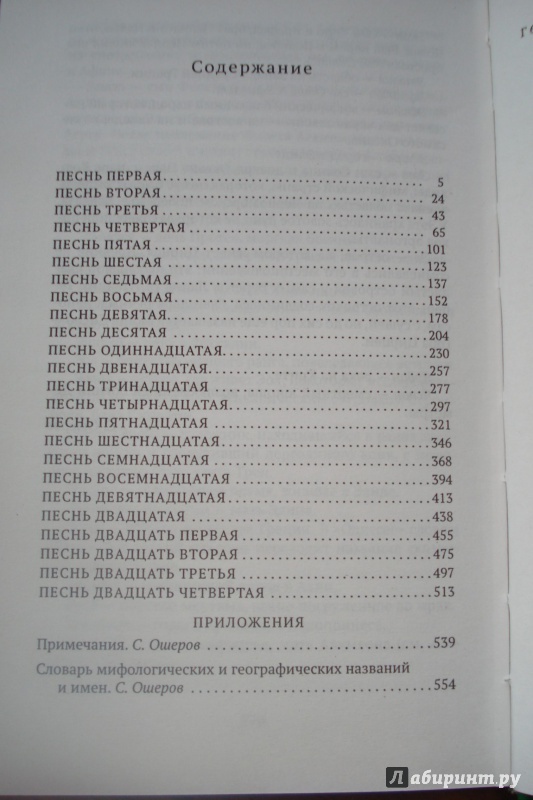 Содержание
ПЕСНЬ ПЕРВАЯ. . . . . . . . . . . . . . . . . . . . . . . . . . . 5
ПЕСНЬ ВТОРАЯ . . . . . . . . . . . . . . . . . . . . . . . . . . . 24
ПЕСНЬ ТРЕТЬЯ . . . . . . . . . . . . . . . . . . . . . . . . . . . 43
ПЕСНЬ ЧЕТВЕРТАЯ . . . . . . . . . . . . . . . . . . . . . . . . 65
ПЕСНЬ ПЯТАЯ . . . . . . . . . . . . . . . . . . . . . . . . . . . 101
ПЕСНЬ ШЕСТАЯ . . . . . . . . . . . . . . . . . . . . . . . . . . 123
ПЕСНЬ СЕДЬМАЯ. . . . . . . . . . . . . . . . . . . . . . . . . . 137
ПЕСНЬ ВОСЬМАЯ. . . . . . . . . . . . . . . . . . . . . . . . . . 152
ПЕСНЬ ДЕВЯТАЯ. . . . . . . . . . . . . . . . . . . . . . . . . . 178
ПЕСНЬ ДЕСЯТАЯ . . . . . . . . . . . . . . . . . . . . . . . . . . 204
ПЕСНЬ ОДИННАДЦАТАЯ. . . . . . . . . . . . . . . . . . . . . 230
ПЕСНЬ ДВЕНАДЦАТАЯ. . . . . . . . . . . . . . . . . . . . . . 257
ПЕСНЬ ТРИНАДЦАТАЯ . . . . . . . . . . . . . . . . . . . . . . 277
ПЕСНЬ ЧЕТЫРНАДЦАТАЯ. . . . . . . . . . . . . . . . . . . . 297
ПЕСНЬ ПЯТНАДЦАТАЯ . . . . . . . . . . . . . . . . . . . . . . 321
ПЕСНЬ ШЕСТНАДЦАТАЯ. . . . . . . . . . . . . . . . . . . . . 346
ПЕСНЬ СЕМНАДЦАТАЯ . . . . . . . . . . . . . . . . . . . . . . 368
ПЕСНЬ ВОСЕМНАДЦАТАЯ . . . . . . . . . . . . . . . . . . . . 394
ПЕСНЬ ДЕВЯТНАДЦАТАЯ . . . . . . . . . . . . . . . . . . . . 413
ПЕСНЬ ДВАДЦАТАЯ . . . . . . . . . . . . . . . . . . . . . . . . 438
ПЕСНЬ ДВАДЦАТЬ ПЕРВАЯ . . . . . . . . . . . . . . . . . . . 455
ПЕСНЬ ДВАДЦАТЬ ВТОРАЯ . . . . . . . . . . . . . . . . . . . 475
ПЕСНЬ ДВАДЦАТЬ ТРЕТЬЯ . . . . . . . . . . . . . . . . . . . 497
ПЕСНЬ ДВАДЦАТЬ ЧЕТВЕРТАЯ . . . . . . . . . . . . . . . . 513
ПРИЛОЖЕНИЯ
Примечания. С. Ошеров . . . . . . . . . . . . . . . . . . . . . . 539
Словарь мифологических и географических названий
и имен. С. Ошеров . . . . . . . . . . . . . . . . . . . . . . . . 554
Лабиринт.ру